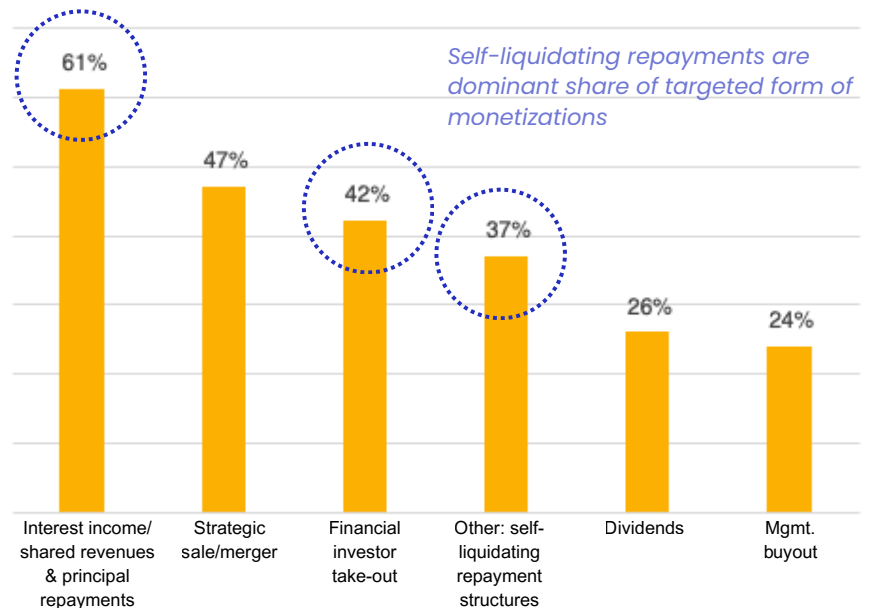 Self-liquidating repayments are
dominant share of targeted form of
monetizations
61%
47%
42%
37%
26%
24%
Interest income/
shared revenues
& principal
repayments
Strategic
sale/merger
Financial
investor
take-out
Other: self-
liquidating
repayment
structures
Dividends
Mgmt.
buyout